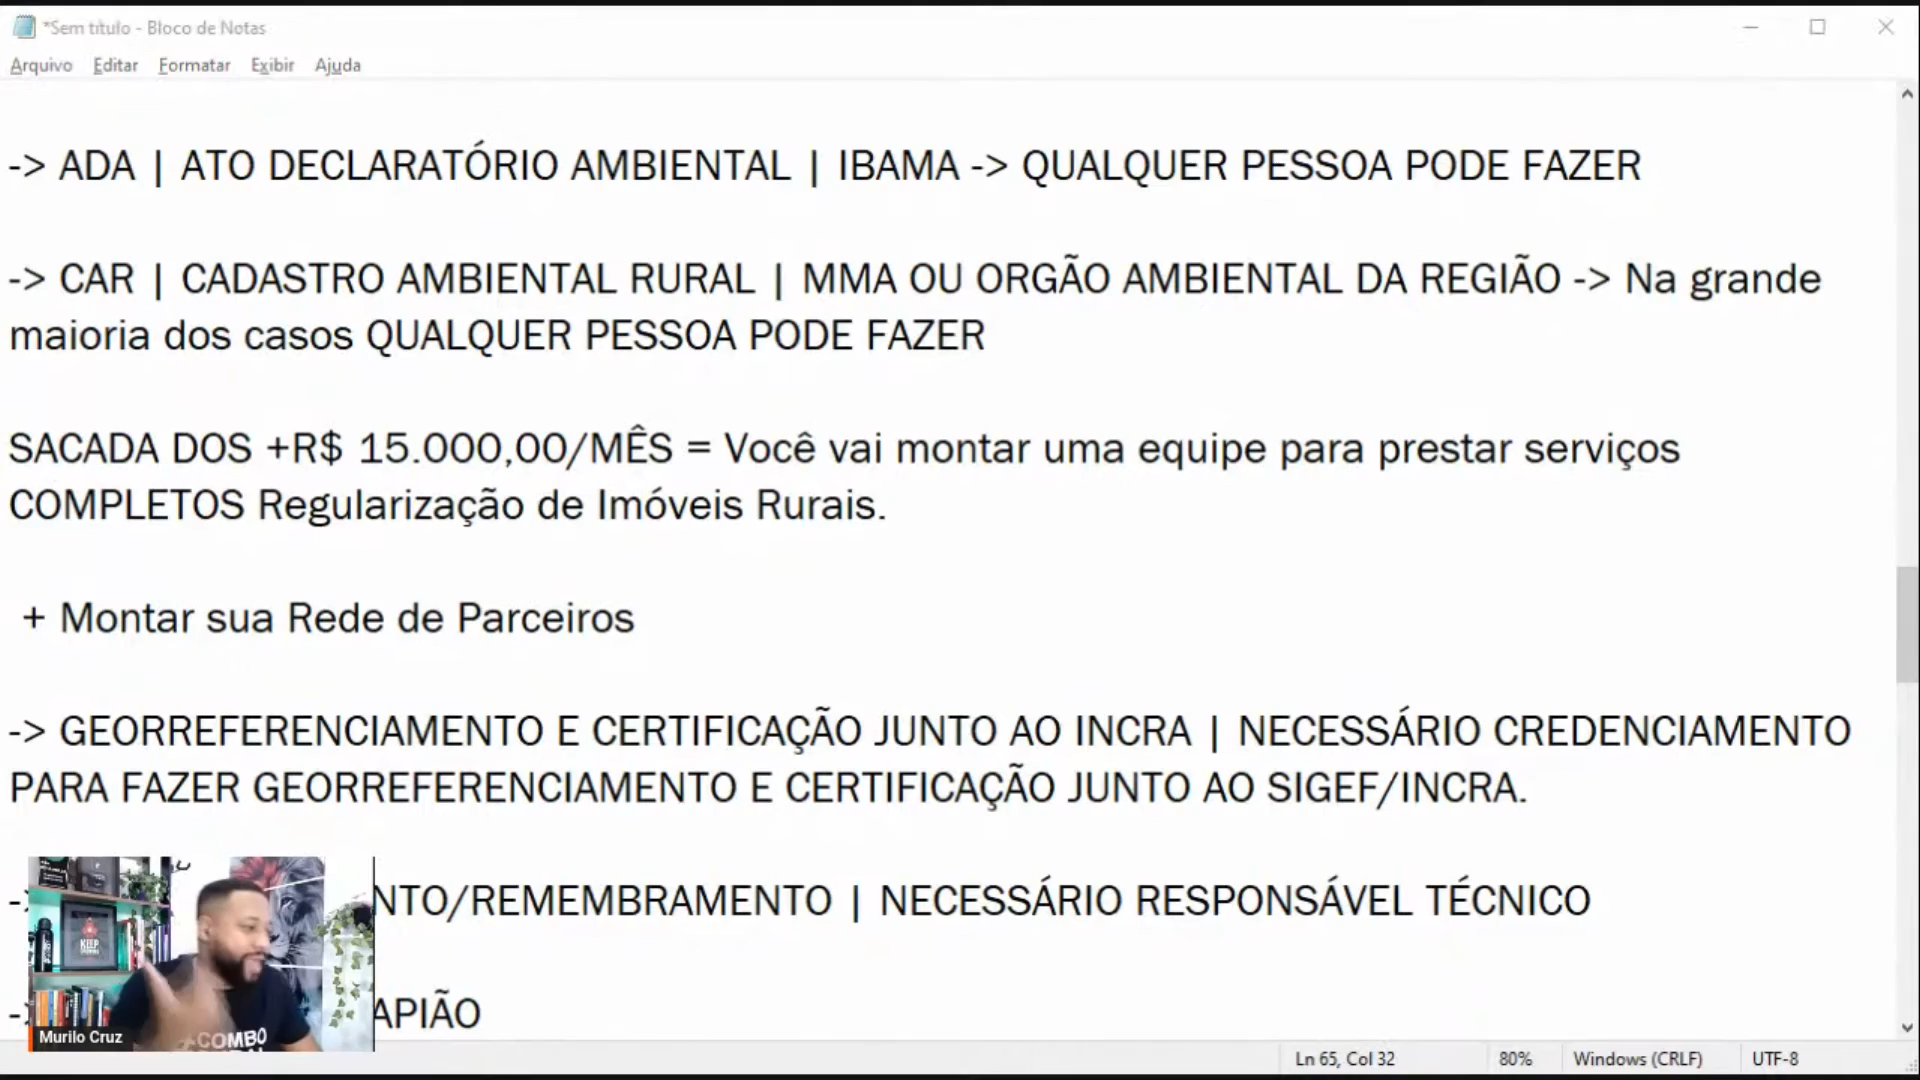 *Sem título - Bloco de Notas
Arquivo Editar Formatar Exibir Ajuda
-> ADA | ATO DECLARATÓRIO AMBIENTAL | IBAMA -> QUALQUER PESSOA PODE FAZER
-> CAR | CADASTRO AMBIENTAL RURAL | MMA OU ORGÃO AMBIENTAL DA REGIÃO -> Na grande
maioria dos casos QUALQUER PESSOA PODE FAZER
SACADA DOS +R$ 15.000,00/MÊS = Você vai montar uma equipe para prestar serviços
COMPLETOS Regularização de Imóveis Rurais.
+ Montar sua Rede de Parceiros
-> GEORREFERENCIAMENTO E CERTIFICAÇÃO JUNTO AO INCRA | NECESSÁRIO CREDENCIAMENTO
PARA FAZER GEORREFERENCIAMENTO E CERTIFICAÇÃO JUNTO AO SIGEF/INCRA.
NTO/REMEMBRAMENTO | NECESSÁRIO RESPONSÁVEL TÉCNICO
APIÃO
KEEP
COMBO
Murilo Cruz
Ln 65, Col 32 80% Windows (CRLF) UTF-8